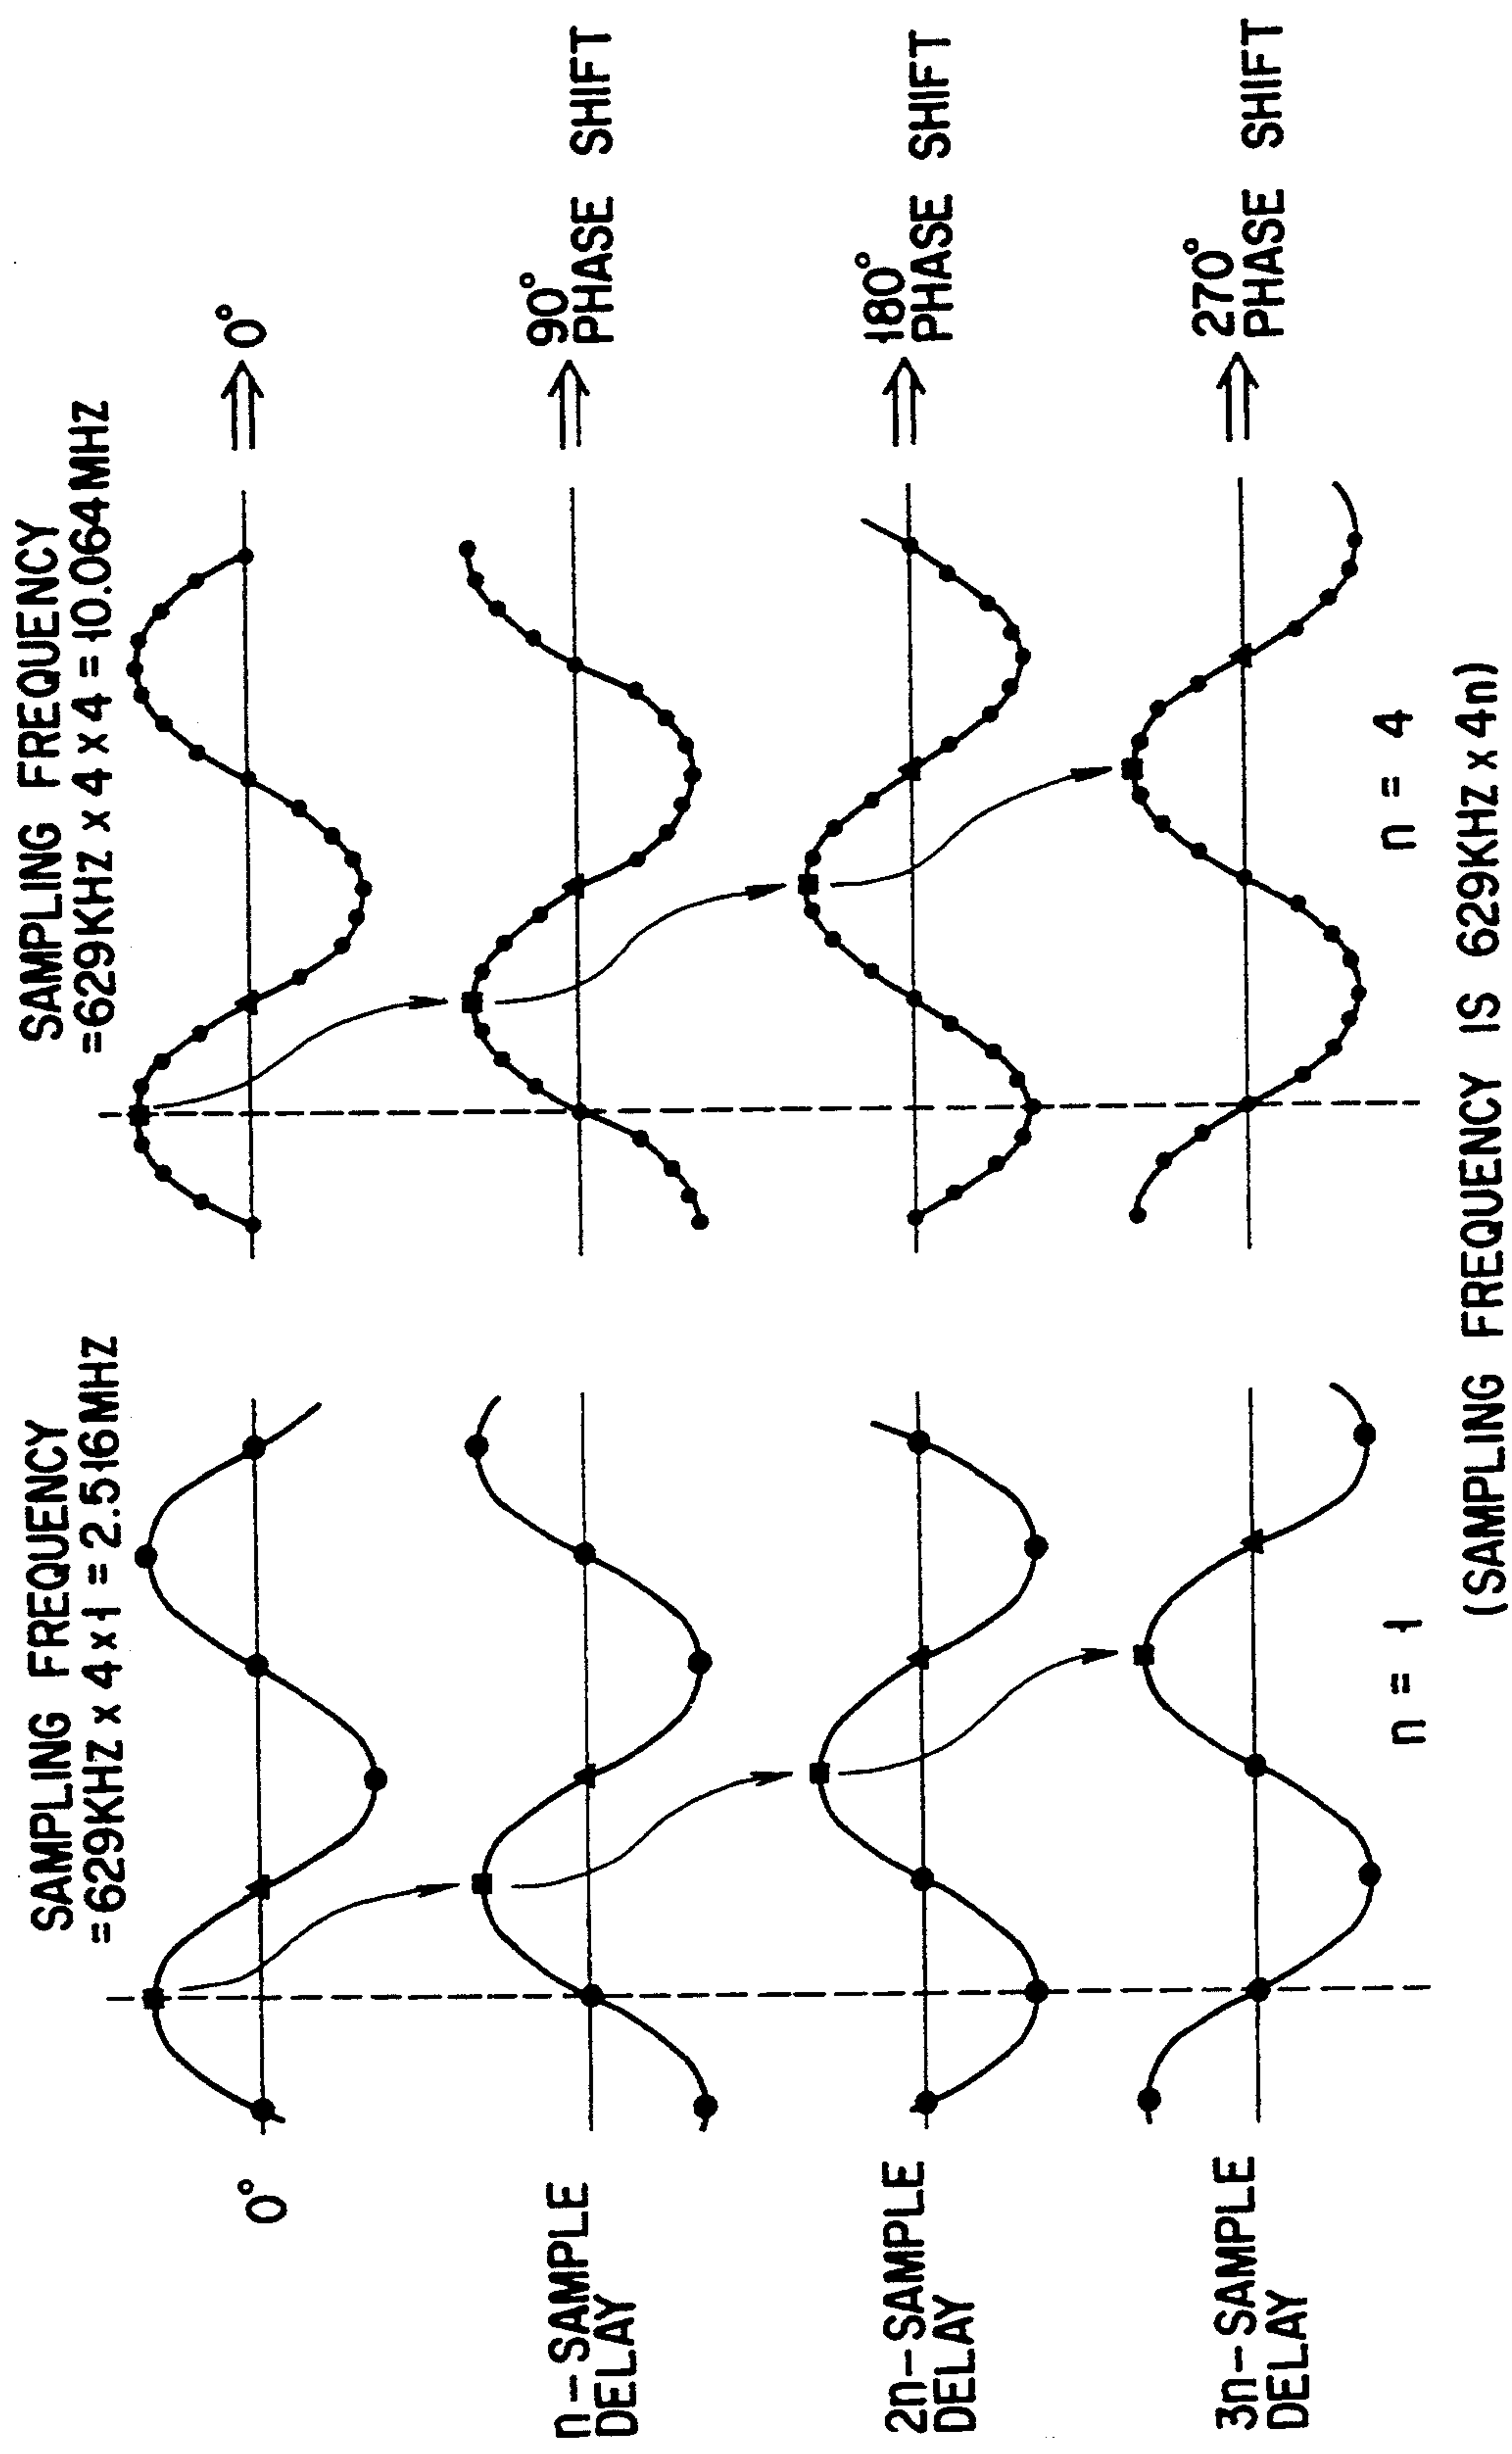 SAMPLING FREQUENCY
=629KHZ x 4 x 1 = 2.516MHZ
SAMPLING FREQUENCY
=629KHZ x 4 x 4 = 10.064MHZ
0°
0°
n-SAMPLE
DELAY
90°
PHASE SHIFT
2n-SAMPLE
DELAY
180°
PHASE SHIFT
3n-SAMPLE
DELAY
270°
PHASE SHIFT
n = 1
n = 4
(SAMPLING FREQUENCY IS 629KHZ x 4n)